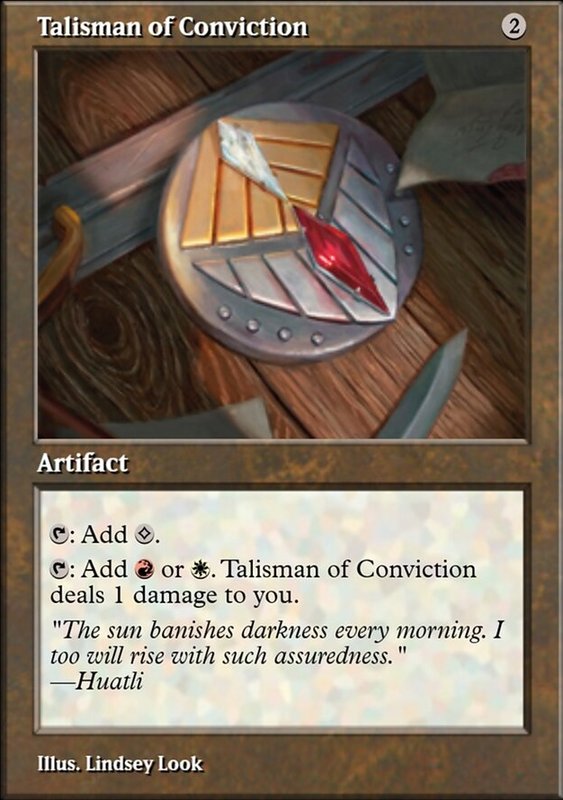 Talisman of Conviction
2
Artifact
: Add .
: Add or . Talisman of Conviction
deals 1 damage to you.
"The sun banishes darkness every morning. I
too will rise with such assuredness."
—Huatli
Illus. Lindsey Look